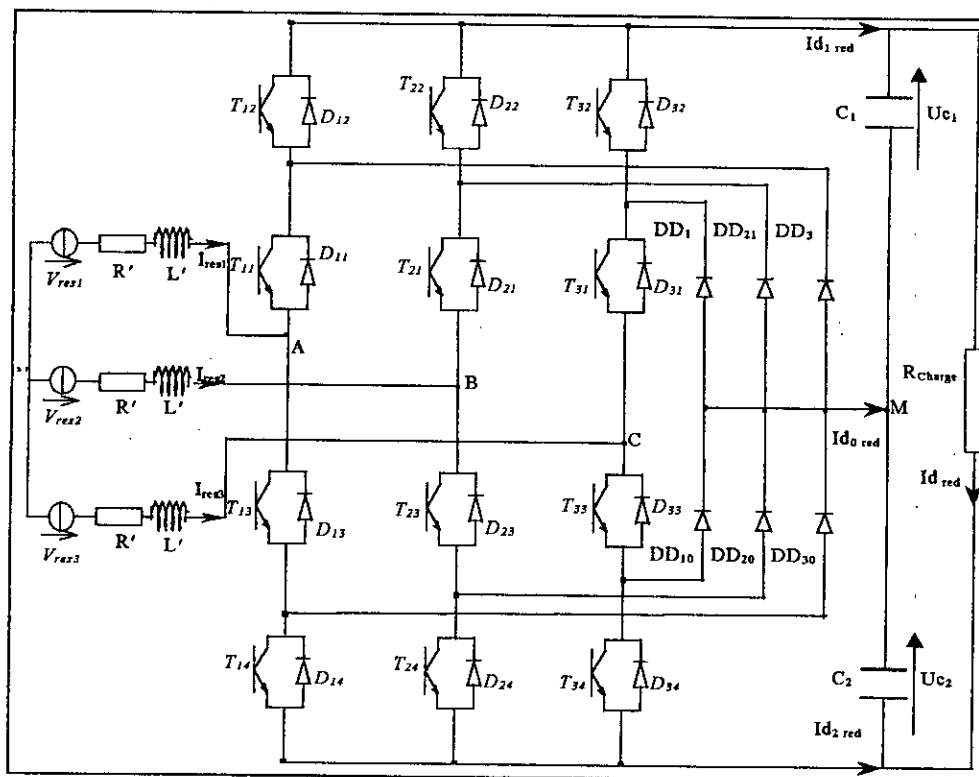 Id1 red
T12
D12
T22
D22
T32
D32
C1
Uc1
Vres1
R'
L'
Ires1
T11
D11
T21
D21
T31
D31
DD1
DD21
DD3
A
Vres2
R'
L'
Ires2
B
RCharge
M
Id0 red
C
Id red
Vres3
R'
L'
Ires3
T13
D13
T23
D23
T33
D33
DD10
DD20
DD30
T14
D14
T24
D24
T34
D34
C2
Uc2
Id2 red